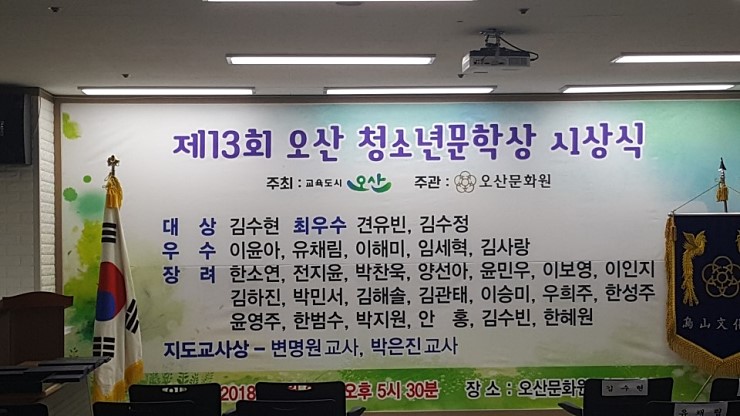 제13회 오산 청소년문학상 시상식
주최 : 교육도시 오산 주관 : 오산문화원
대 상 김수현 최우수 견유빈, 김수정
우 수 이윤아, 유채림, 이해미, 임세혁, 김사랑
장 려 한소연, 전지윤, 박찬욱, 양선아, 윤민우, 이보영, 이인지
김하진, 박민서, 김해솔, 김관태, 이승미, 우희주, 한성주
윤영주, 한범수, 박지원, 안 홍, 김수빈, 한혜원
지도교사상 – 변명원 교사, 박은진 교사
2018 오후 5시 30분 장 소 : 오산문화원
烏山文化